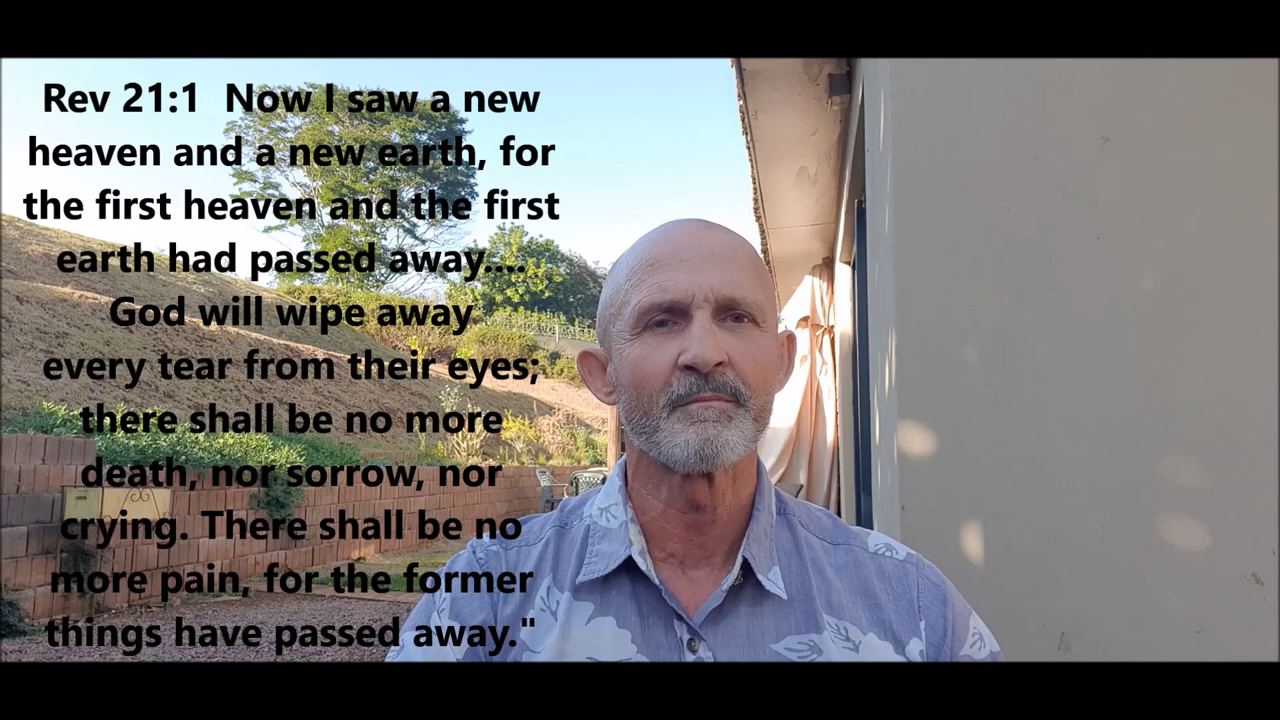 Rev 21:1  Now I saw a new
heaven and a new earth, for
the first heaven and the first
earth had passed away....
God will wipe away
every tear from their eyes;
there shall be no more
death, nor sorrow, nor
crying. There shall be no
more pain, for the former
things have passed away."